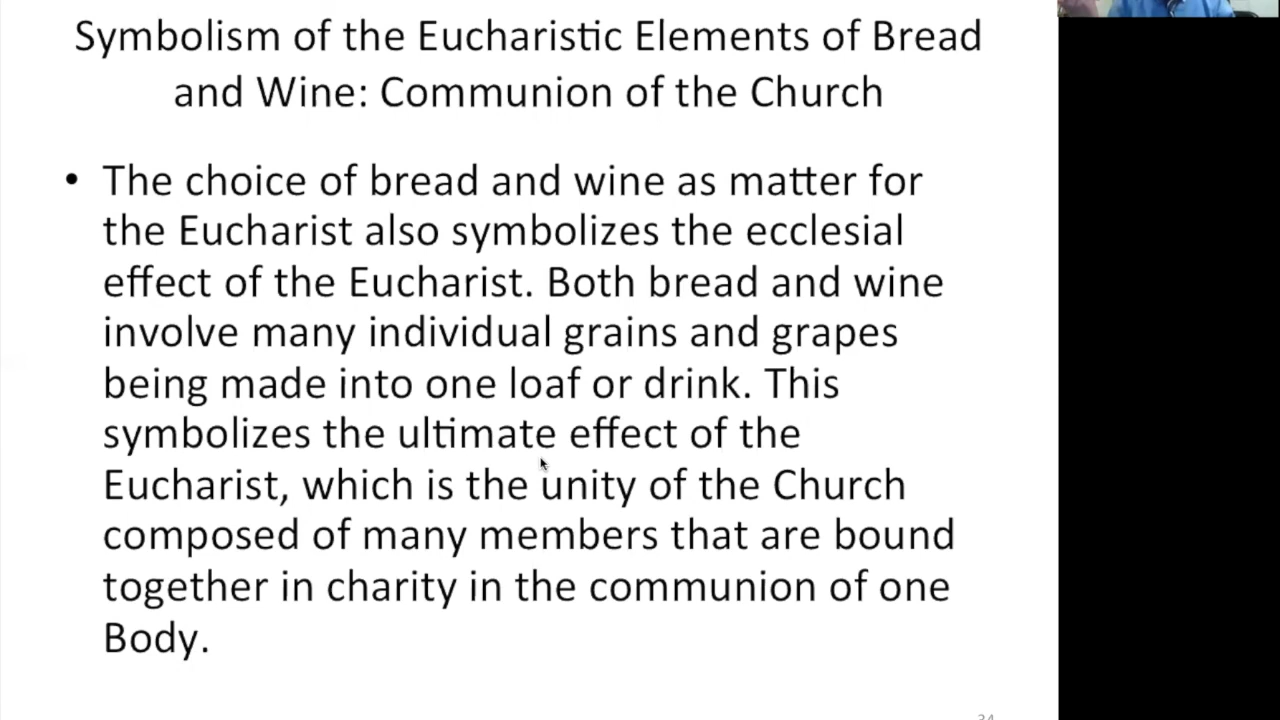 Symbolism of the Eucharistic Elements of Bread
and Wine: Communion of the Church
• The choice of bread and wine as matter for
the Eucharist also symbolizes the ecclesial
effect of the Eucharist. Both bread and wine
involve many individual grains and grapes
being made into one loaf or drink. This
symbolizes the ultimate effect of the
Eucharist, which is the unity of the Church
composed of many members that are bound
together in charity in the communion of one
Body.